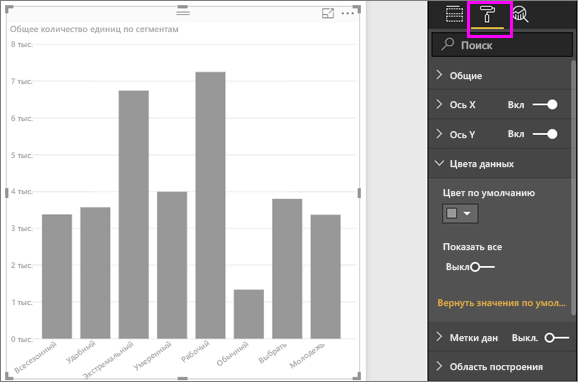 Общее количество единиц по сегментам
8 тыс.
7 тыс.
6 тыс.
5 тыс.
4 тыс.
3 тыс.
2 тыс.
1 тыс.
0 тыс.
Всесезонный
Удобный
Экстремальный
Умеренный
Рабочий
Обычный
Выбрать
Молодежь
Поиск
Общие
Ось X Вкл
Ось Y Вкл
Цвета данных
Цвет по умолчанию
Показать все
Выкл
Вернуть значения по умол...
Метки дан Выкл.
Область построения